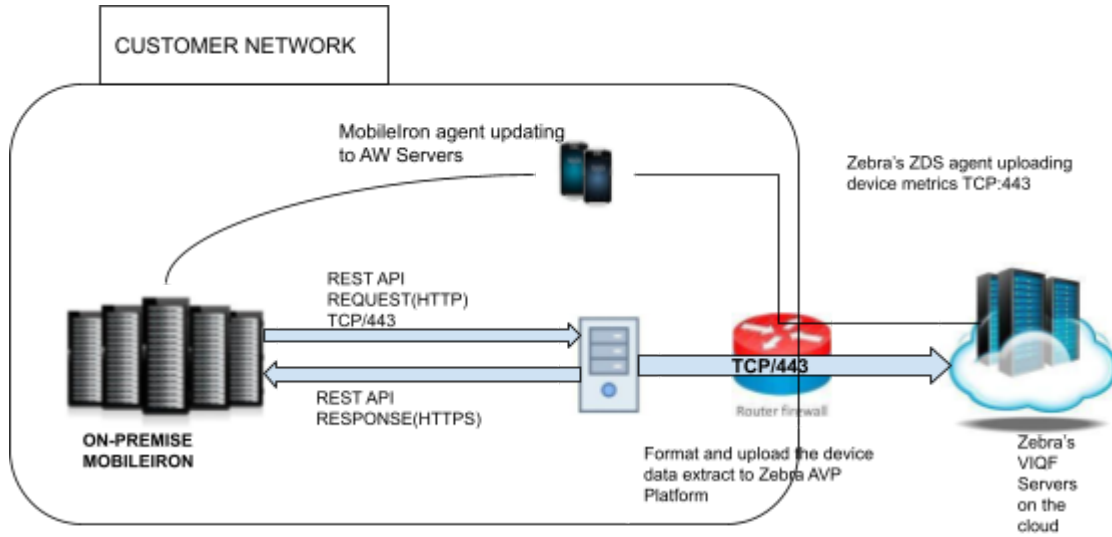 CUSTOMER NETWORK
MobileIron agent updating
to AW Servers
Zebra's ZDS agent uploading
device metrics TCP:443
REST API
REQUEST(HTTP)
TCP/443
TCP/443
Router firewall
REST API
RESPONSE(HTTPS)
ON-PREMISE
MOBILEIRON
Format and upload the device
data extract to Zebra AVP
Platform
Zebra's
VIQF
Servers
on the
cloud